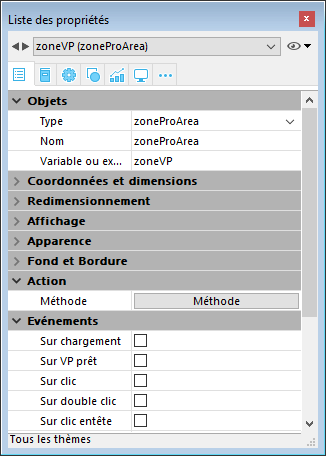 Liste des propriétés
zoneVP (zoneProArea)
Objets
Type zoneProArea
Nom zoneProArea
Variable ou ex... zoneVP
Coordonnées et dimensions
Redimensionnement
Affichage
Apparence
Fond et Bordure
Action
Méthode Méthode
Evénements
Sur chargement
Sur VP prêt
Sur clic
Sur double clic
Sur clic entête
Tous les thèmes